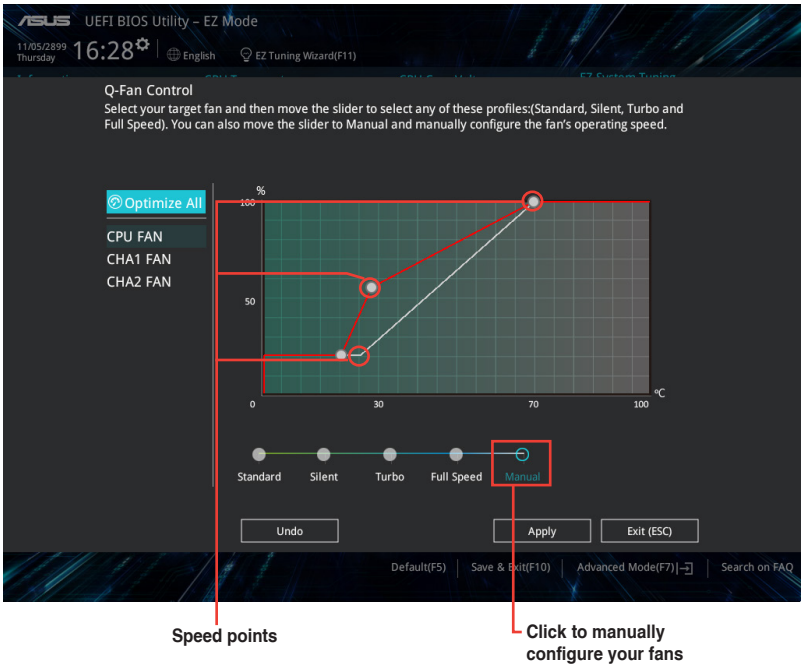 ASUS UEFI BIOS Utility – EZ Mode
11/05/2899
Thursday
16:28
English
EZ Tuning Wizard(F11)
EZ System Tuning
Q-Fan Control
Select your target fan and then move the slider to select any of these profiles:(Standard, Silent, Turbo and
Full Speed). You can also move the slider to Manual and manually configure the fan's operating speed.
Optimize All
CPU FAN
CHA1 FAN
CHA2 FAN
%
100
50
0 30 70 100
ºC
Standard Silent Turbo Full Speed Manual
Undo Apply Exit (ESC)
Default(F5) Save & Exit(F10) Advanced Mode(F7) Search on FAQ
Speed points
Click to manually
configure your fans